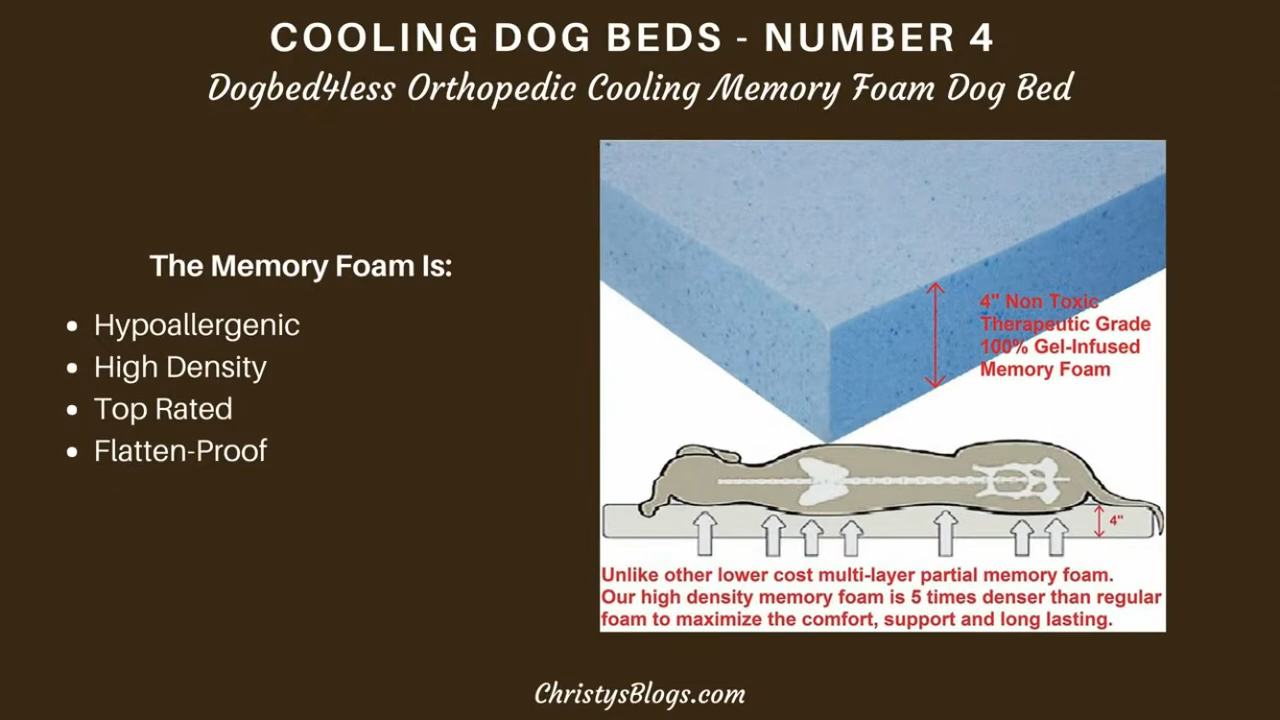 COOLING DOG BEDS - NUMBER 4
Dogbed4less Orthopedic Cooling Memory Foam Dog Bed
The Memory Foam Is:
• Hypoallergenic
• High Density
• Top Rated
• Flatten-Proof
4" Non Toxic
Therapeutic Grade
100% Gel-Infused
Memory Foam
4"
Unlike other lower cost multi-layer partial memory foam.
Our high density memory foam is 5 times denser than regular
foam to maximize the comfort, support and long lasting.
ChristysBlogs.com